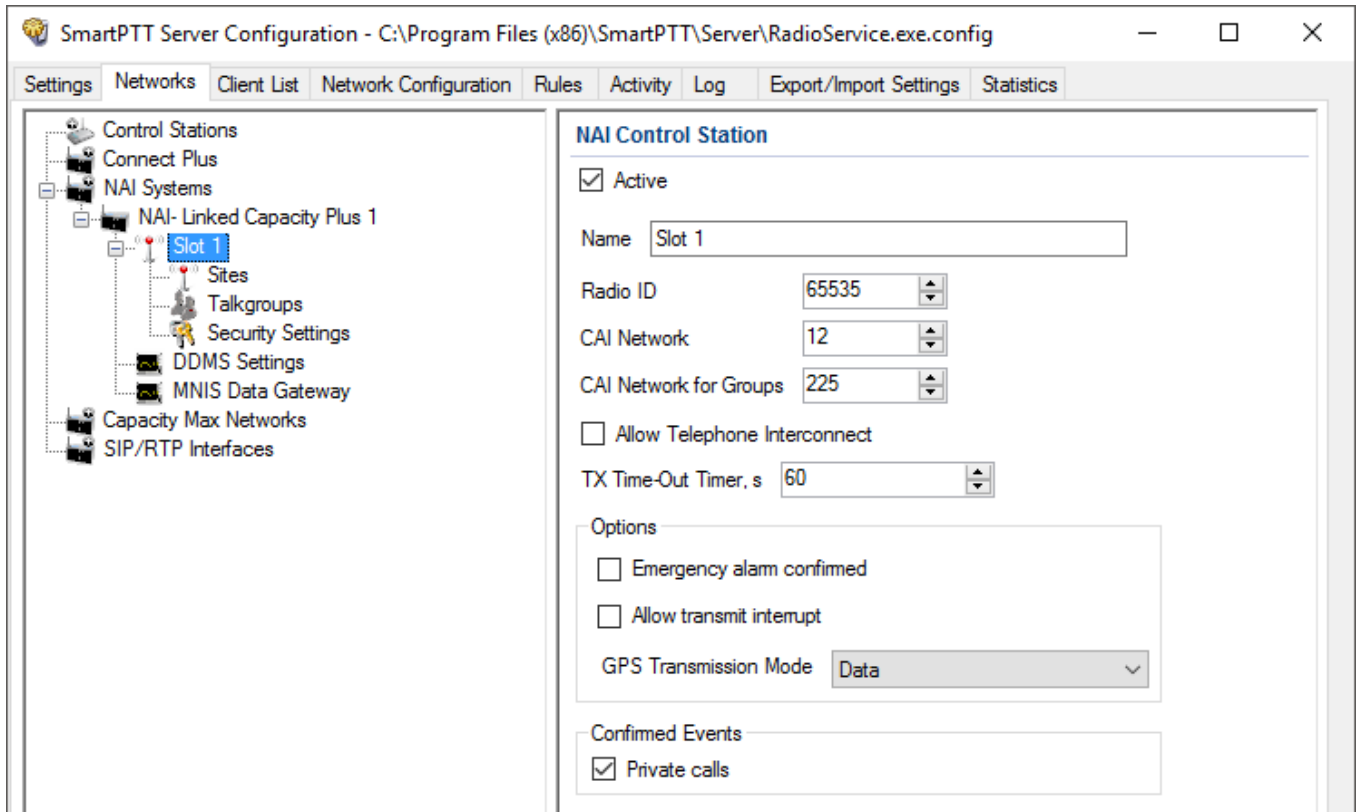 SmartPTT Server Configuration - C:\Program Files (x86)\SmartPTT\Server\RadioService.exe.config
Settings Networks Client List Network Configuration Rules Activity Log Export/Import Settings Statistics
Control Stations
Connect Plus
NAI Systems
NAI- Linked Capacity Plus 1
Slot 1
Sites
Talkgroups
Security Settings
DDMS Settings
MNIS Data Gateway
Capacity Max Networks
SIP/RTP Interfaces
NAI Control Station
Active
Name Slot 1
Radio ID 65535
CAI Network 12
CAI Network for Groups 225
Allow Telephone Interconnect
TX Time-Out Timer, s 60
Options
Emergency alarm confirmed
Allow transmit interrupt
GPS Transmission Mode Data
Confirmed Events
Private calls